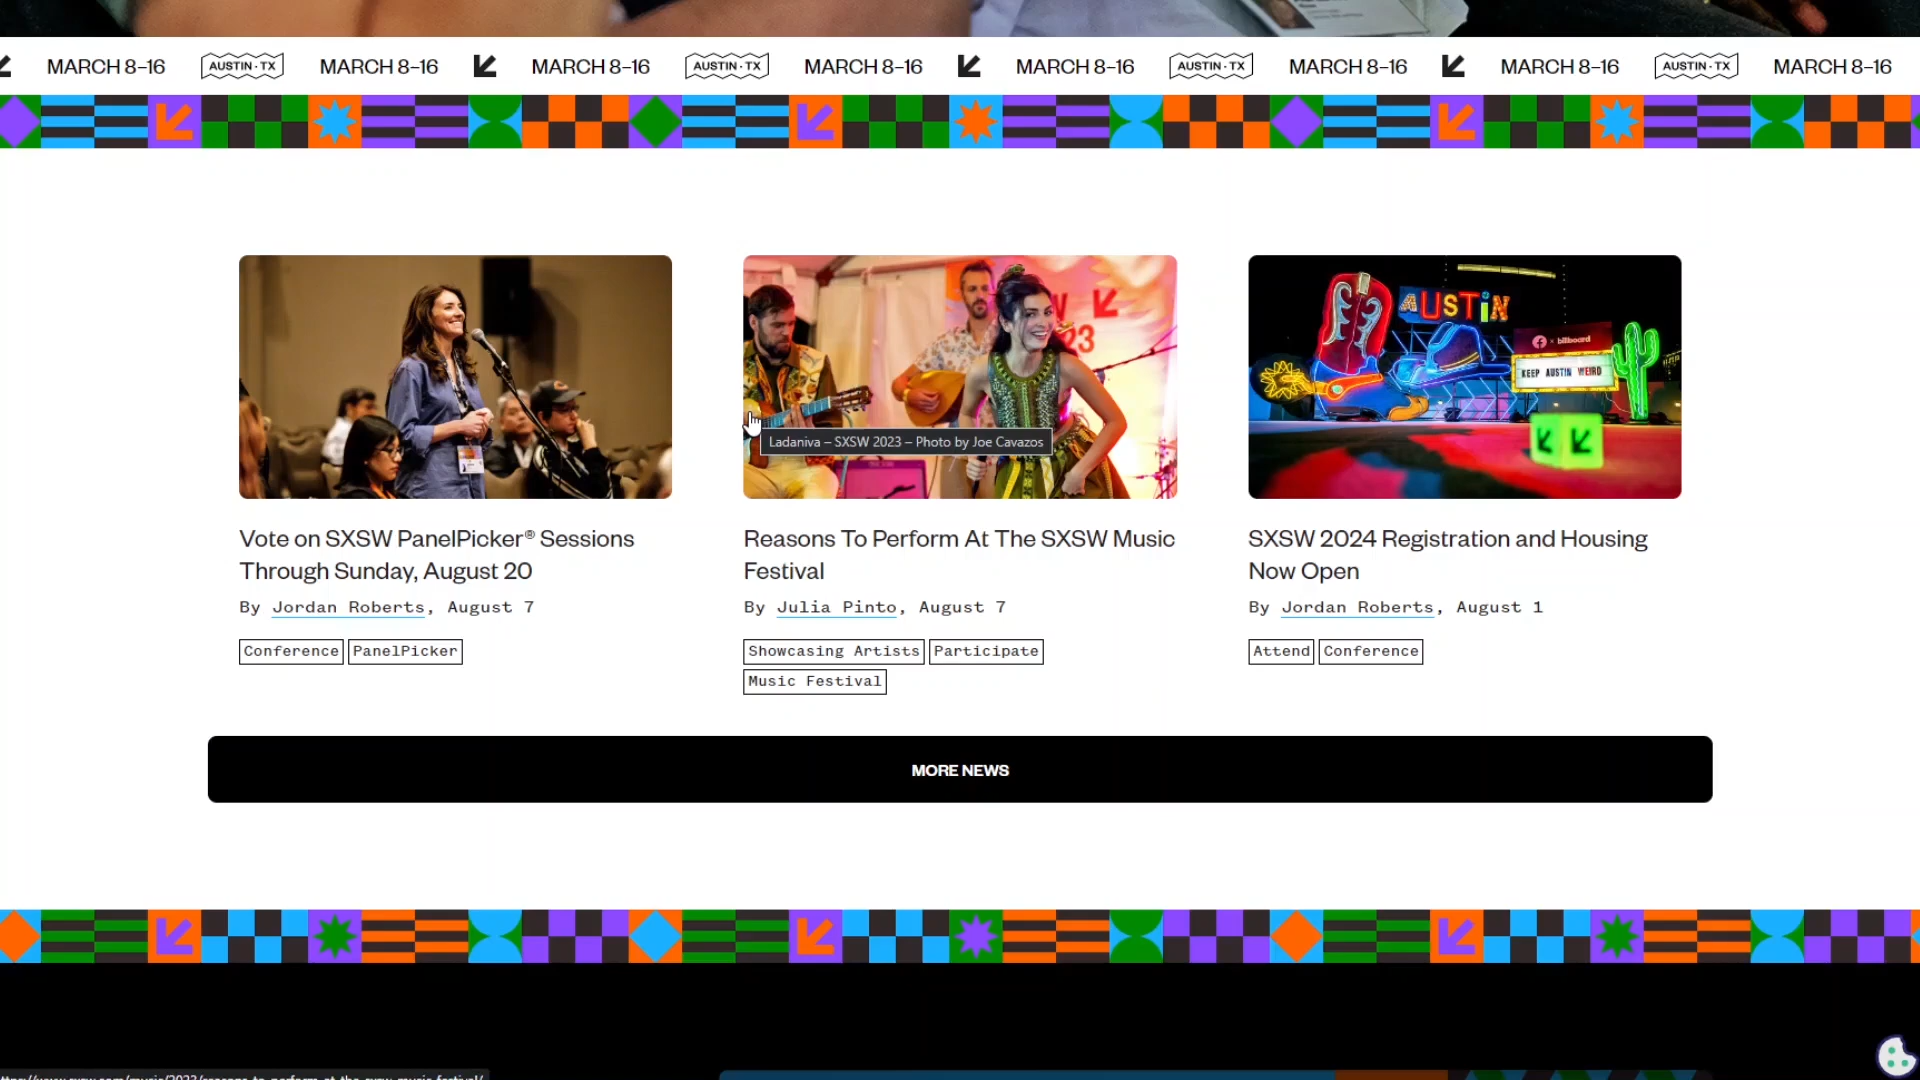 MARCH 8–16 AUSTIN · TX MARCH 8–16 MARCH 8–16 AUSTIN · TX MARCH 8–16 MARCH 8–16 AUSTIN · TX MARCH 8–16 MARCH 8–16 AUSTIN · TX MARCH 8–16
23
Ladaniva – SXSW 2023 – Photo by Joe Cavazos
AUSTiN
billboard
KEEP AUSTIN WEIRD
Vote on SXSW PanelPicker® Sessions
Through Sunday, August 20
By Jordan Roberts, August 7
Conference PanelPicker
Reasons To Perform At The SXSW Music
Festival
By Julia Pinto, August 7
Showcasing Artists Participate
Music Festival
SXSW 2024 Registration and Housing
Now Open
By Jordan Roberts, August 1
Attend Conference
MORE NEWS